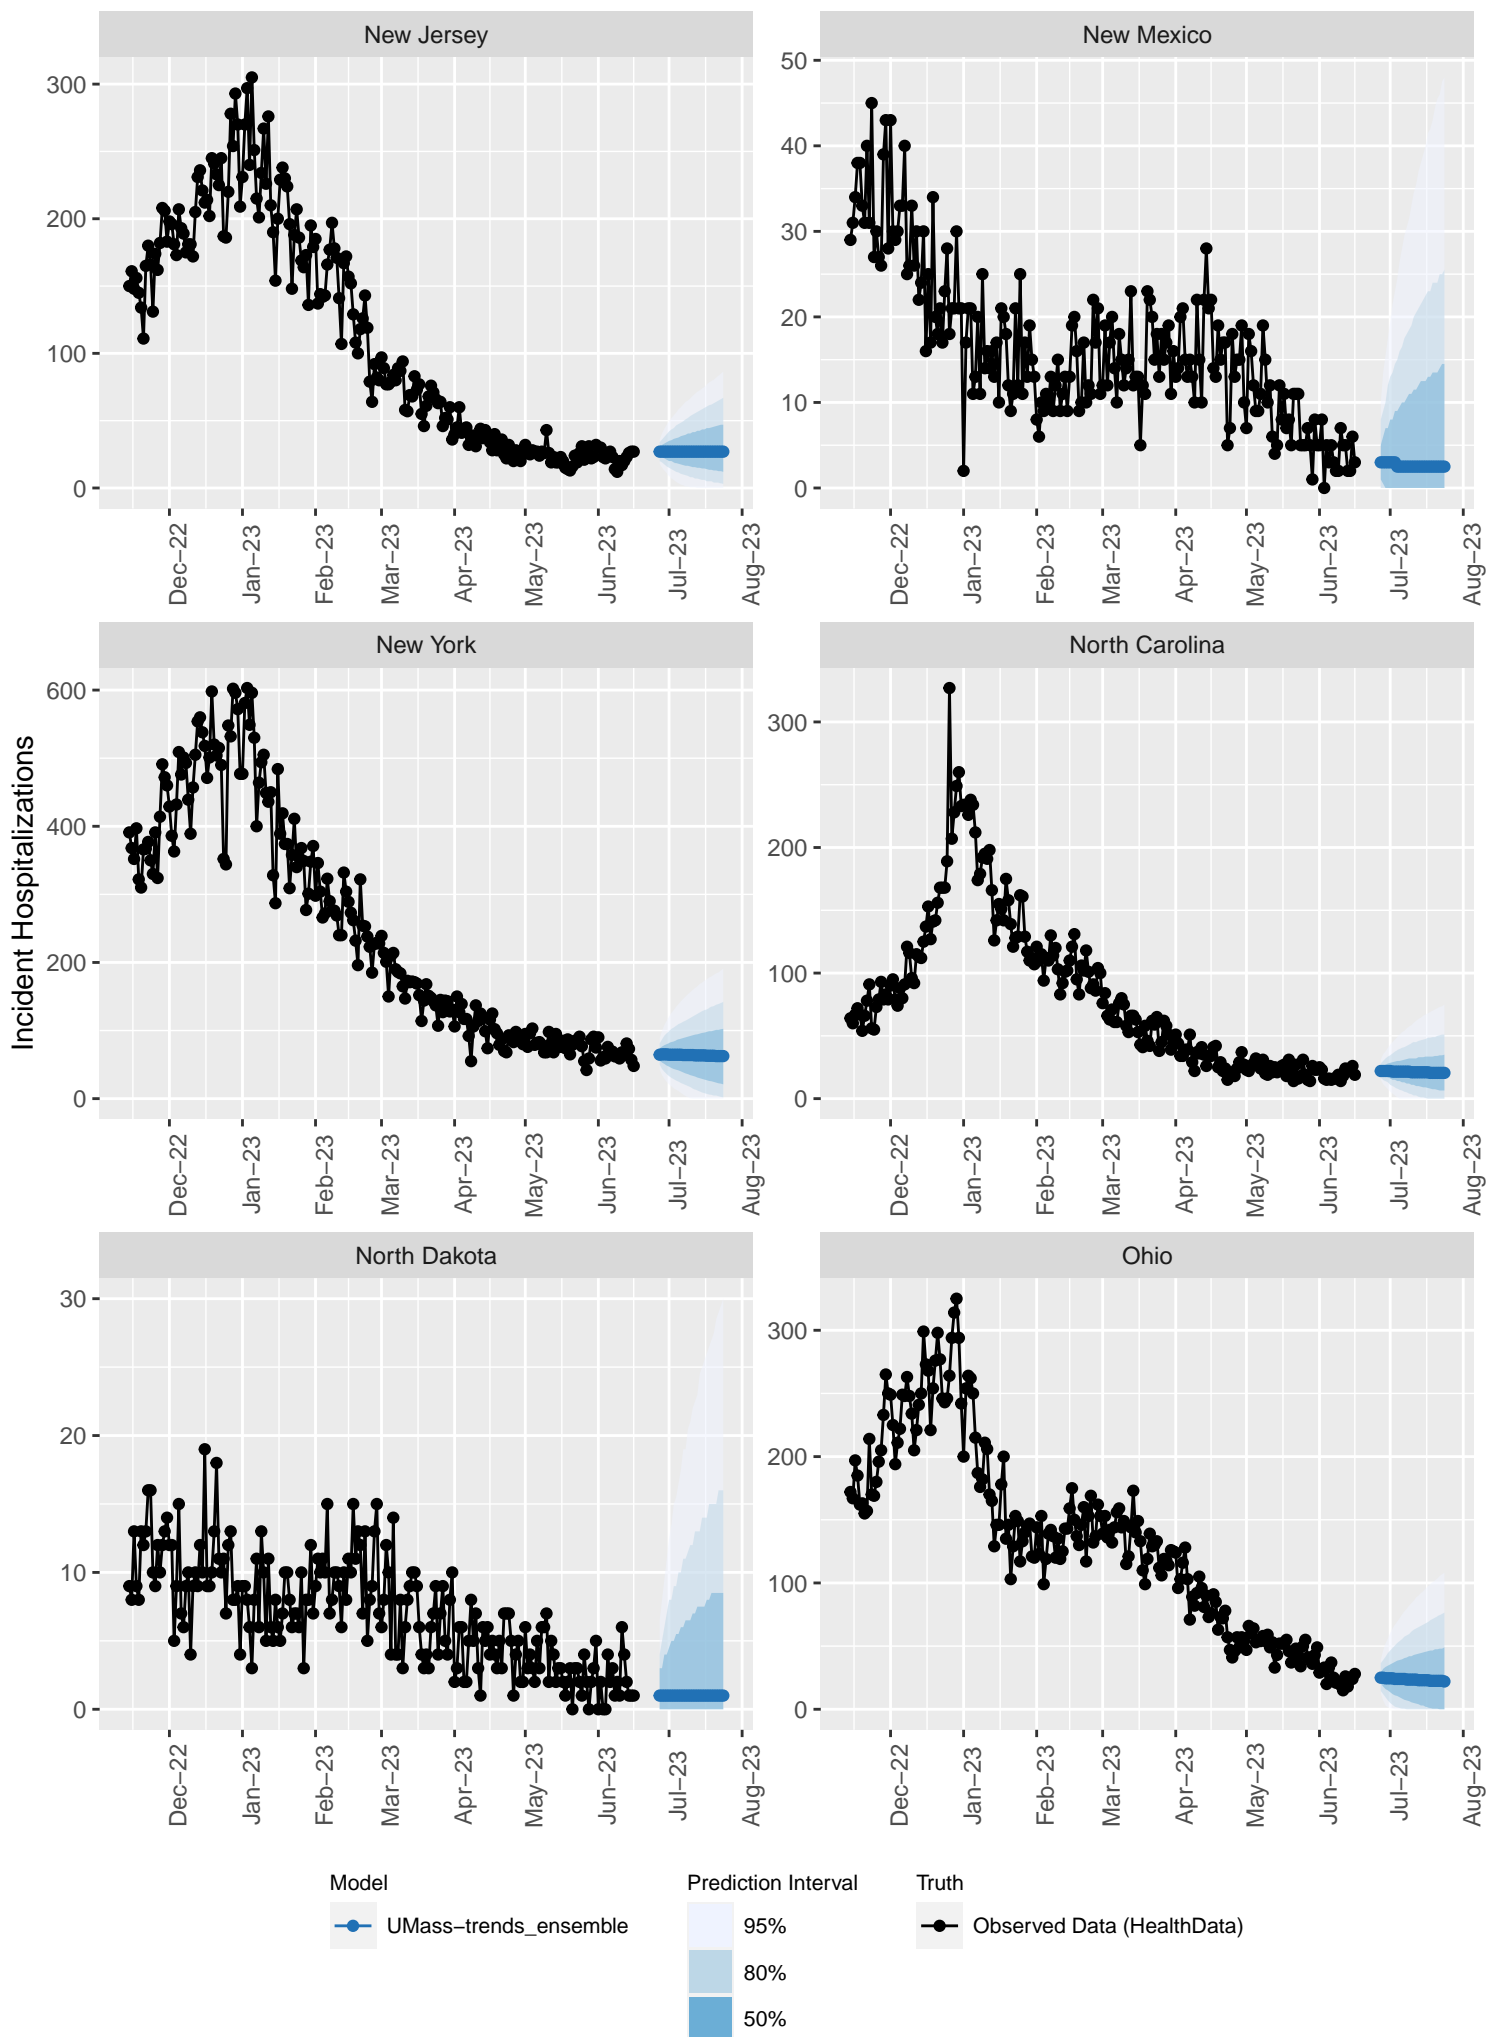 New Jersey
New Mexico
300
200
100
0
50
40
30
20
10
0
Dec−22
Jan−23
Feb−23
Mar−23
Apr−23
May−23
Jun−23
Jul−23
Aug−23
Dec−22
Jan−23
Feb−23
Mar−23
Apr−23
May−23
Jun−23
Jul−23
Aug−23
Incident Hospitalizations
New York
North Carolina
600
400
200
0
300
200
100
0
Dec−22
Jan−23
Feb−23
Mar−23
Apr−23
May−23
Jun−23
Jul−23
Aug−23
Dec−22
Jan−23
Feb−23
Mar−23
Apr−23
May−23
Jun−23
Jul−23
Aug−23
North Dakota
Ohio
30
20
10
0
300
200
100
0
Dec−22
Jan−23
Feb−23
Mar−23
Apr−23
May−23
Jun−23
Jul−23
Aug−23
Dec−22
Jan−23
Feb−23
Mar−23
Apr−23
May−23
Jun−23
Jul−23
Aug−23
Model
UMass−trends_ensemble
Prediction Interval
95%
80%
50%
Truth
Observed Data (HealthData)